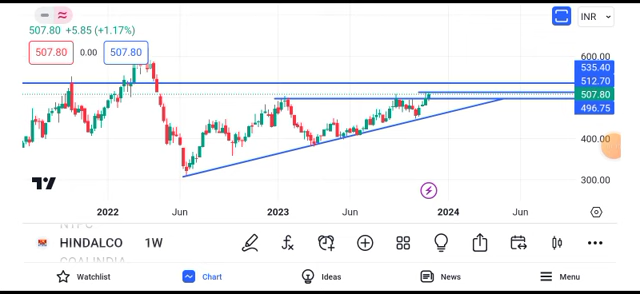 507.80 +5.85 (+1.17%)
INR
507.80 0.00 507.80
600.00
535.40
512.70
507.80
496.75
400.00
300.00
2022 Jun 2023 Jun 2024 Jun
NTPC
HINDALCO 1W
COALINDIA
Watchlist Chart Ideas News Menu